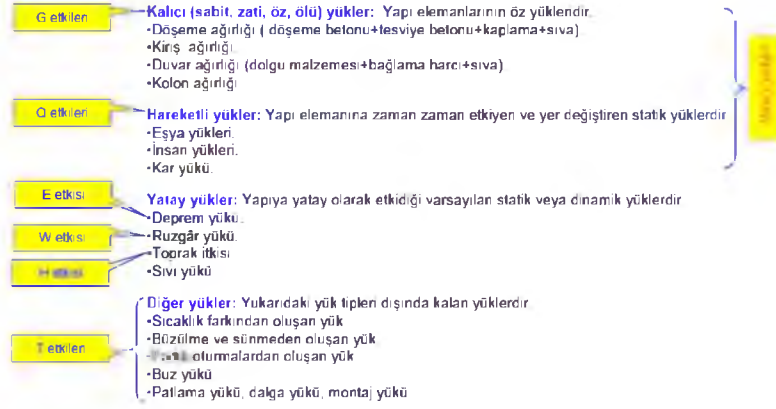 G etkileri
Kalıcı (sabit, zati, öz, ölü) yükler: Yapı elemanlarının öz yükleridir.
•Döşeme ağırlığı ( döşeme betonu+tesviye betonu+kaplama+sıva)
•Kiriş ağırlığı.
•Duvar ağırlığı (dolgu malzemesi+bağlama harcı+sıva)
•Kolon ağırlığı
Q etkileri
Hareketli yükler: Yapı elemanına zaman zaman etkiyen ve yer değiştiren statik yüklerdir
•Eşya yükleri.
•İnsan yükleri.
•Kar yükü.
E etkisi
Yatay yükler: Yapıya yatay olarak etkidiği varsayılan statik veya dinamik yüklerdir
•Deprem yükü.
W etkisi
•Ruzgâr yükü.
•Toprak itkisi
H etkisi
•Sıvı yükü
Diğer yükler: Yukarıdaki yük tipleri dışında kalan yüklerdir
•Sıcaklık farkından oluşan yük
•Büzülme ve sünmeden oluşan yük
T etkileri
oturmalardan oluşan yük
•Buz yükü
•Patlama yükü, dalga yükü, montaj yükü